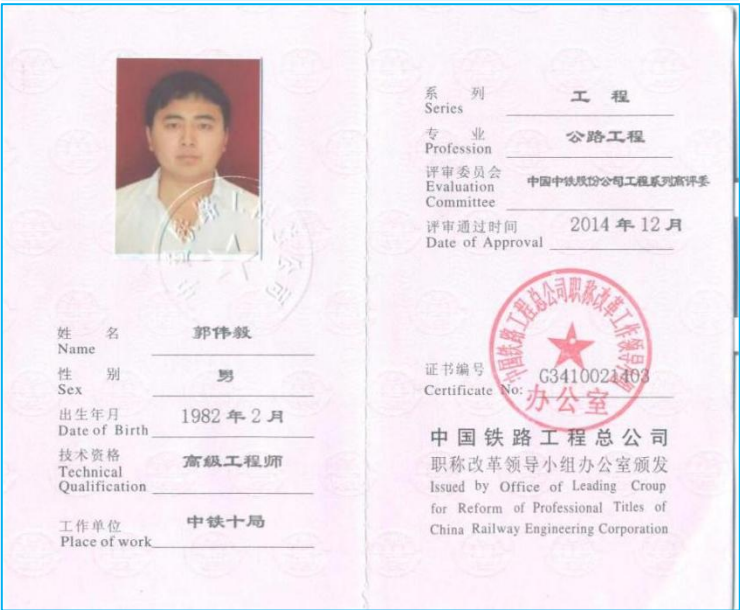 姓 名 郭伟毅
Name
性 别 男
Sex
出生年月 1982 年 2 月
Date of Birth
技术资格 高级工程师
Technical
Qualification
工作单位 中铁十局
Place of work
系 列 工 程
Series
专 业 公路工程
Profession
评审委员会 中国中铁股份公司工程系列高评委
Evaluation
Committee
评审通过时间 2014 年 12 月
Date of Approval
中国铁路工程总公司职称改革工作领导小组
办公室
证书编号 G3410021403
Certificate No:
中国铁路工程总公司
职称改革领导小组办公室颁发
Issued by Office of Leading Croup
for Reform of Professional Titles of
China Railway Engineering Corporation